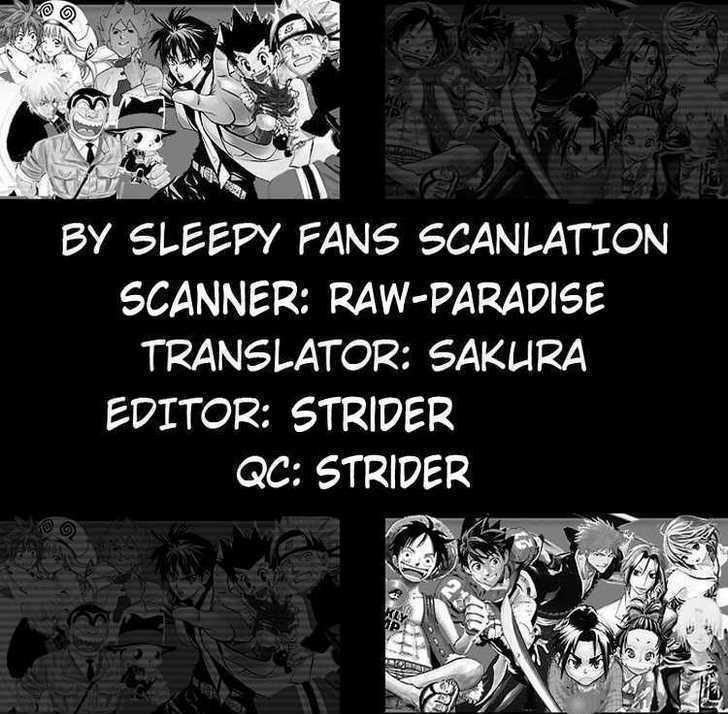 BY SLEEPY FANS SCANLATION
SCANNER: RAW-PARADISE
TRANSLATOR: SAKURA
EDITOR: STRIDER
QC: STRIDER